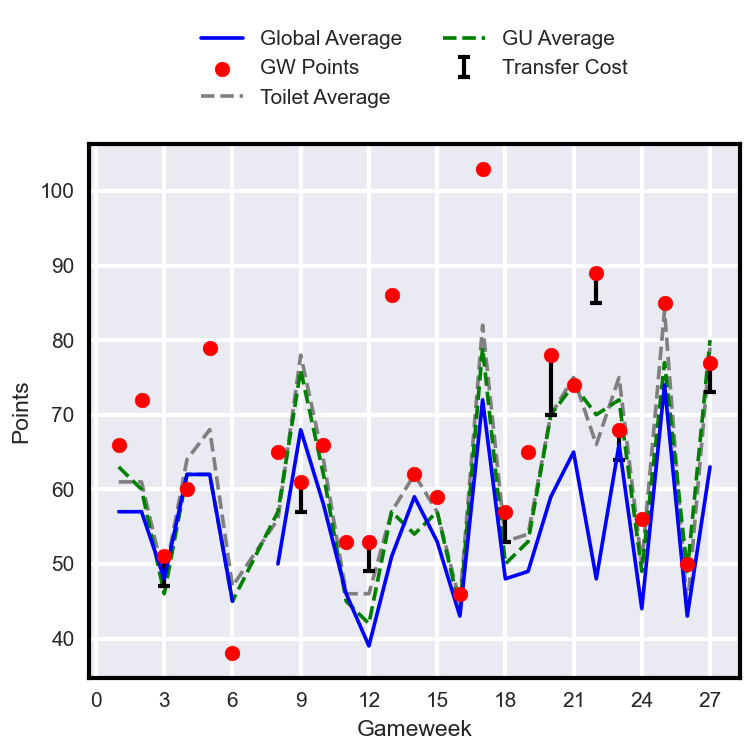 Global Average
GW Points
Toilet Average
GU Average
Transfer Cost
Points
100
90
80
70
60
50
40
0 3 6 9 12 15 18 21 24 27
Gameweek